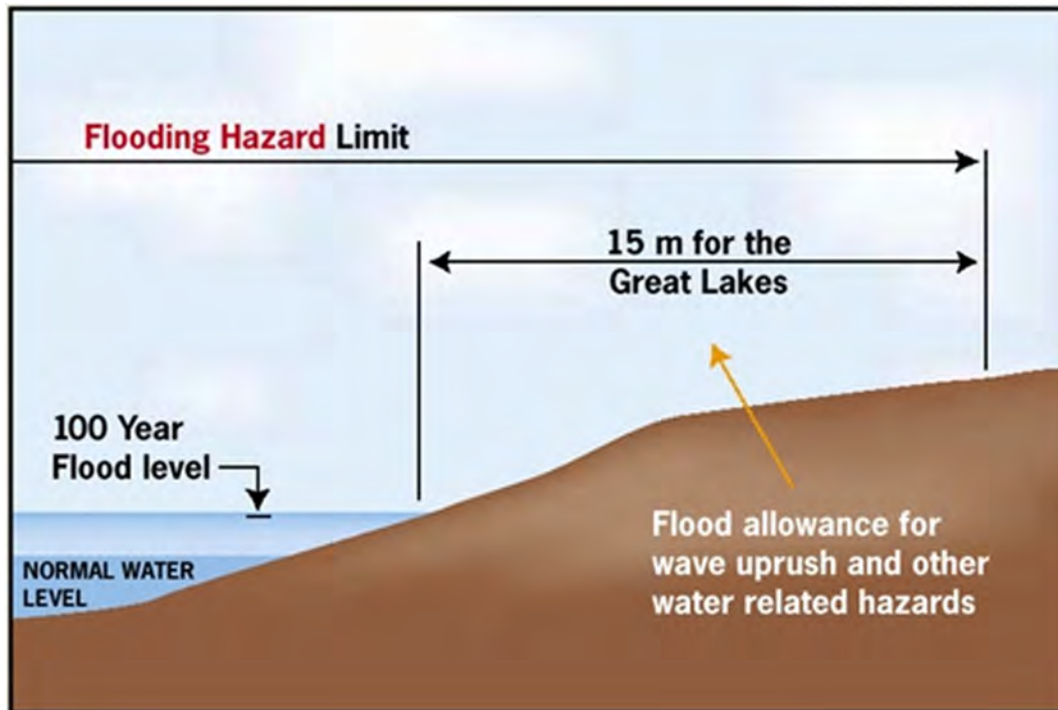 Flooding Hazard Limit
15 m for the
Great Lakes
100 Year
Flood level
NORMAL WATER
LEVEL
Flood allowance for
wave uprush and other
water related hazards